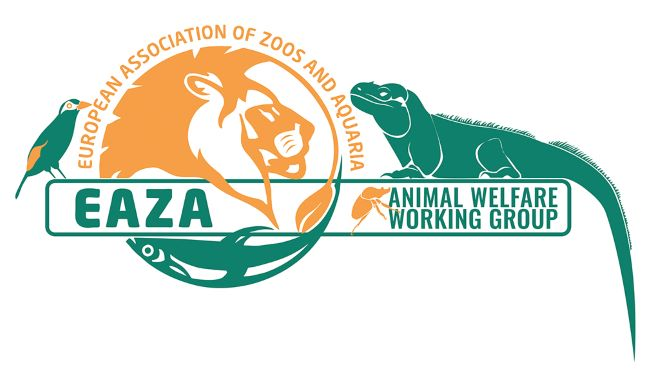 EUROPEAN ASSOCIATION OF ZOOS AND AQUARIA
EAZA
ANIMAL WELFARE
WORKING GROUP